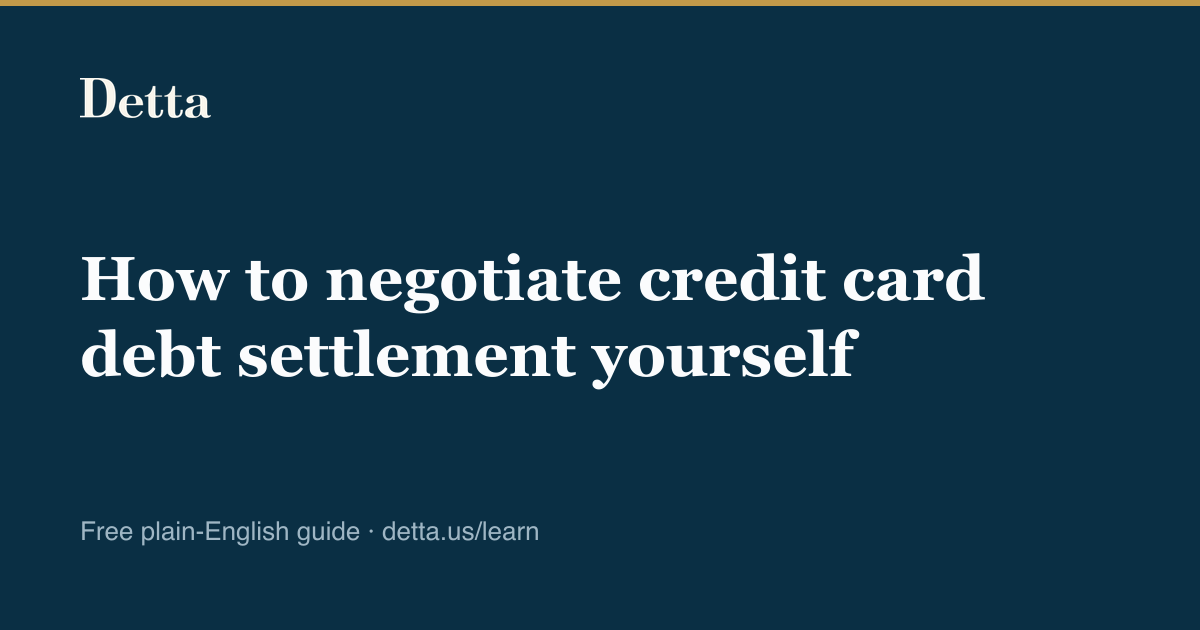 Detta
How to negotiate credit card
debt settlement yourself
Free plain-English guide · detta.us/learn